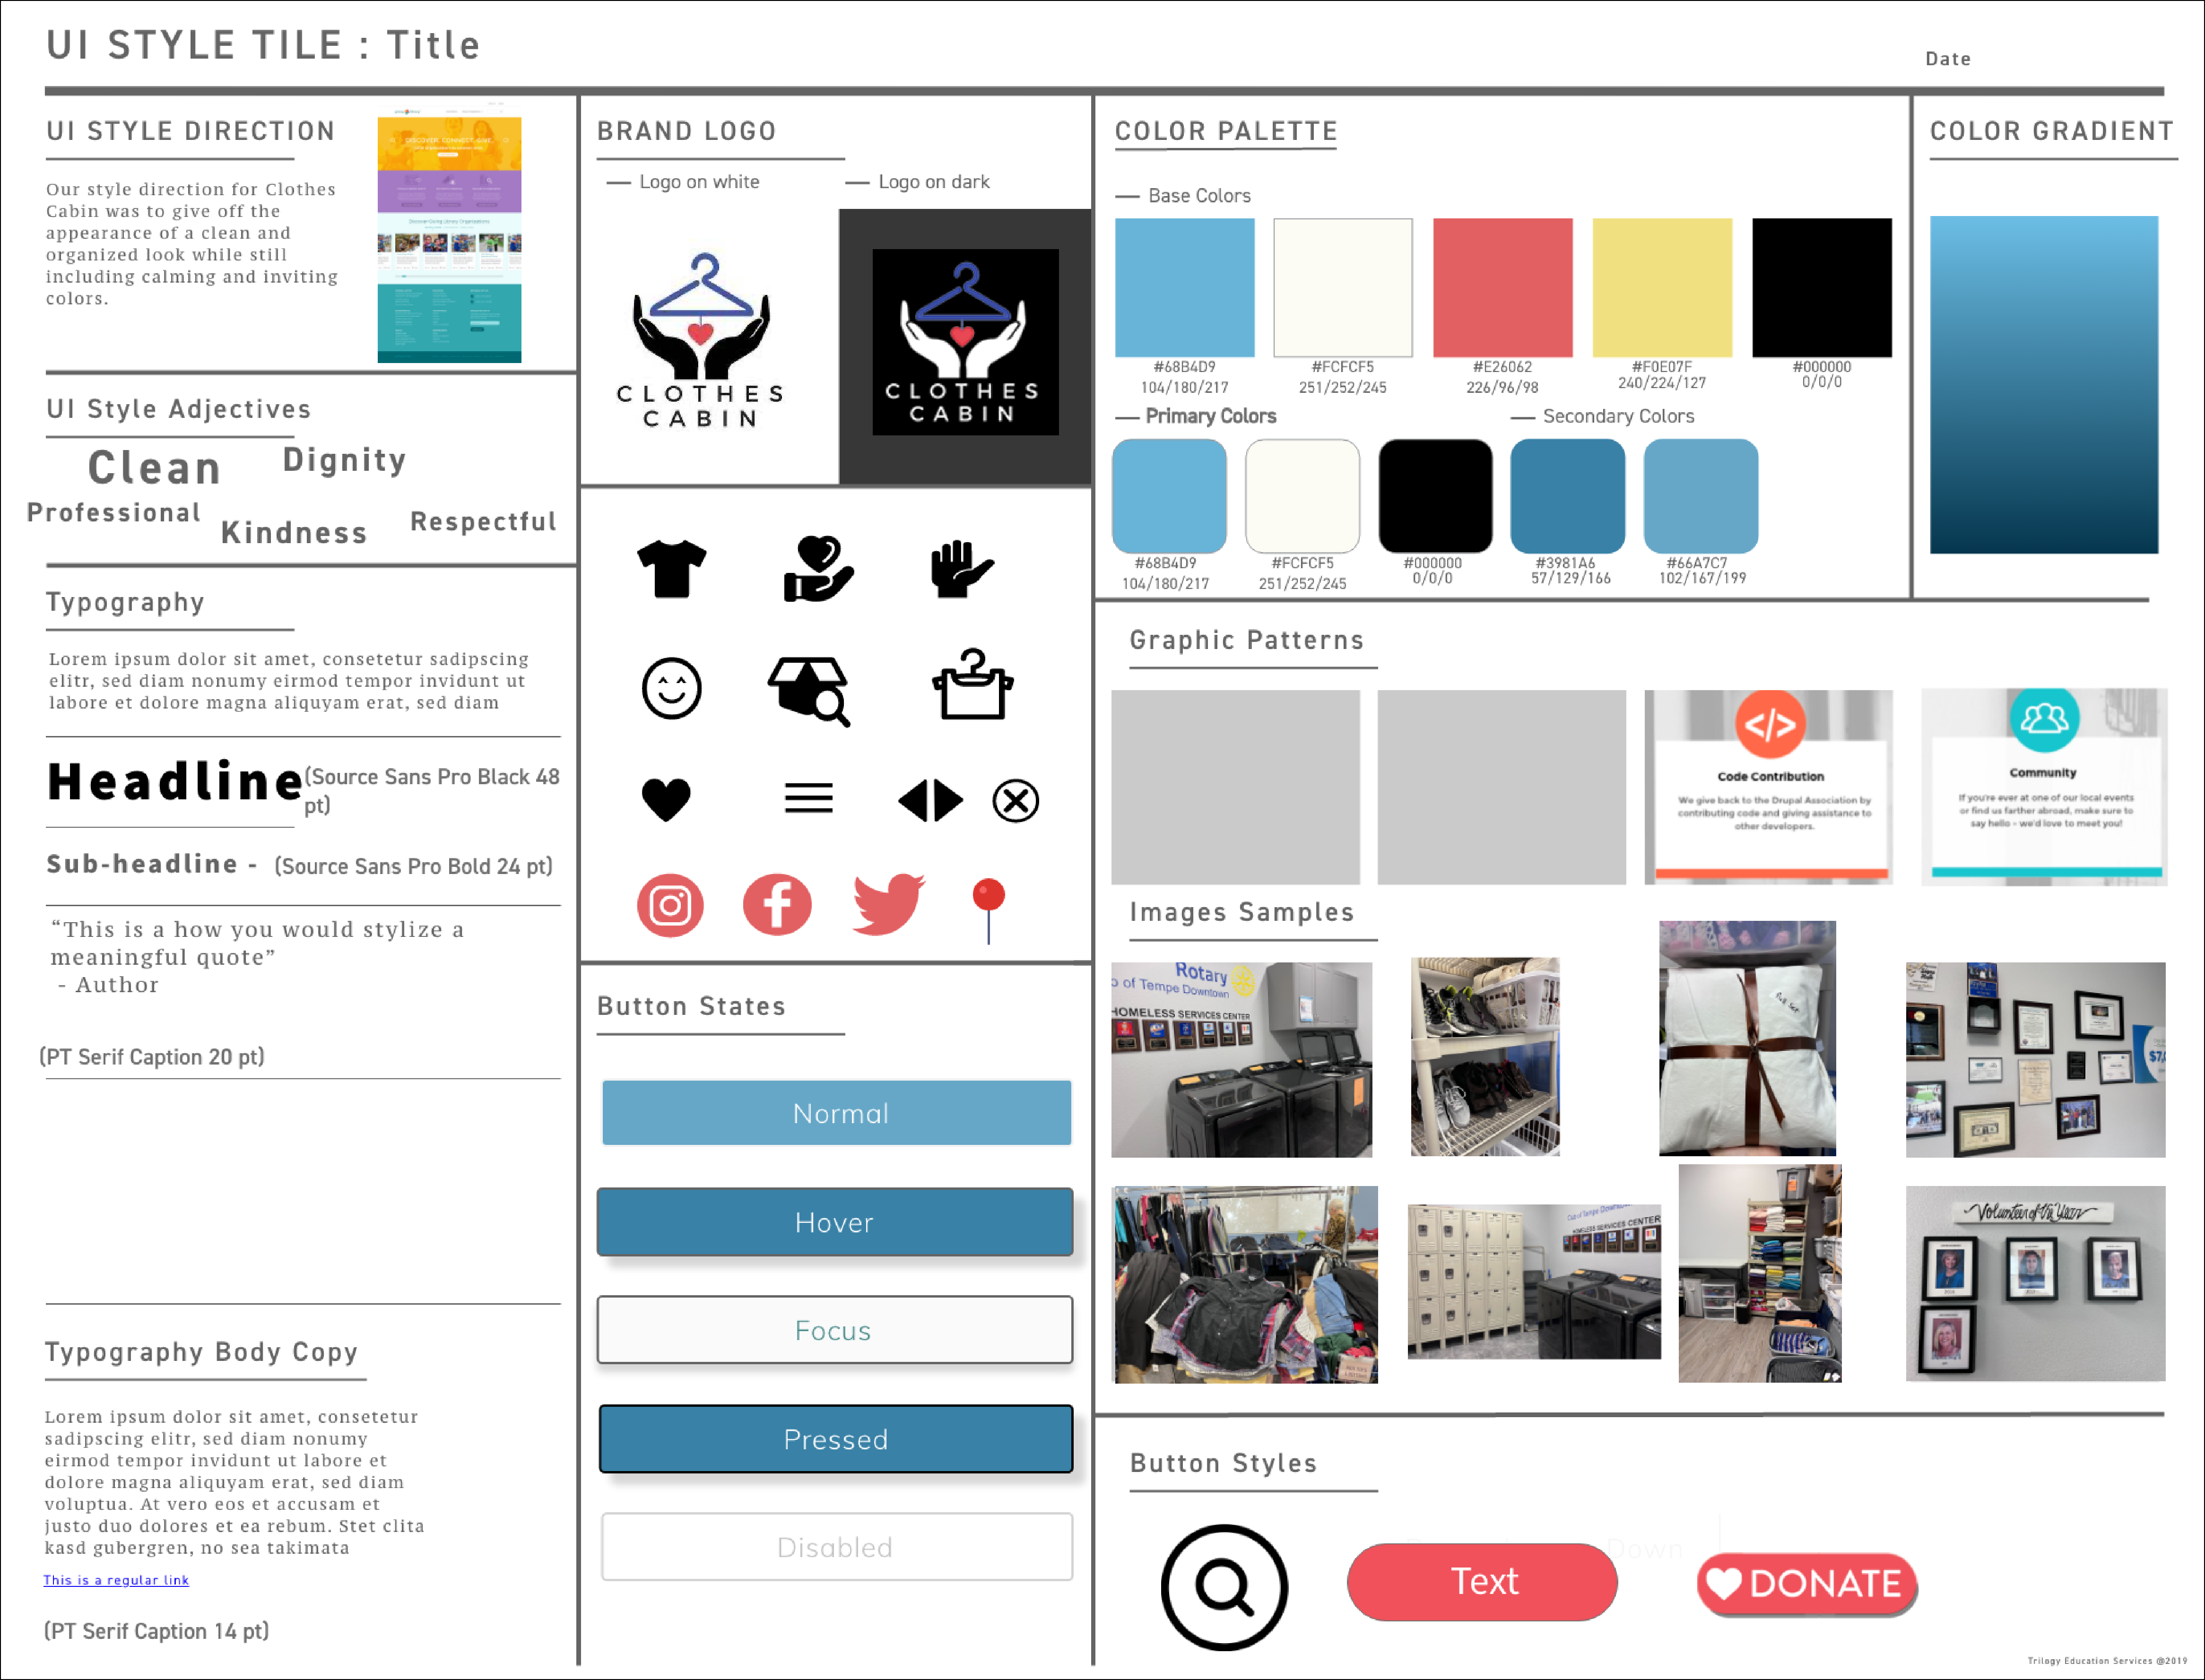 UI STYLE TILE : Title
Date
UI STYLE DIRECTION
Our style direction for Clothes
Cabin was to give off the
appearance of a clean and
organized look while still
including calming and inviting
colors.
DISCOVER. CONNECT. GIVE.
UI Style Adjectives
Clean
Dignity
Professional
Kindness
Respectful
Typography
Lorem ipsum dolor sit amet, consetetur sadipscing
elitr, sed diam nonumy eirmod tempor invidunt ut
labore et dolore magna aliquyam erat, sed diam
Headline
(Source Sans Pro Black 48
pt)
Sub-headline - (Source Sans Pro Bold 24 pt)
“This is a how you would stylize a
meaningful quote”
- Author
(PT Serif Caption 20 pt)
Typography Body Copy
Lorem ipsum dolor sit amet, consetetur
sadipscing elitr, sed diam nonumy
eirmod tempor invidunt ut labore et
dolore magna aliquyam erat, sed diam
voluptua. At vero eos et accusam et
justo duo dolores et ea rebum. Stet clita
kasd gubergren, no sea takimata
This is a regular link
(PT Serif Caption 14 pt)
BRAND LOGO
Logo on white
Logo on dark
CLOTHES
CABIN
CLOTHES
CABIN
Button States
Normal
Hover
Focus
Pressed
Disabled
COLOR PALETTE
Base Colors
#68B4D9
104/180/217
#FCFCF5
251/252/245
#E26062
226/96/98
#F0E07F
240/224/127
#000000
0/0/0
Primary Colors
#68B4D9
104/180/217
#FCFCF5
251/252/245
#000000
0/0/0
Secondary Colors
#3981A6
57/129/166
#66A7C7
102/167/199
COLOR GRADIENT
Graphic Patterns
</>
Code Contribution
We give back to the Drupal Association by
contributing code and giving assistance to
other developers.
Community
If you're ever at one of our local events
or find us farther abroad, make sure to
say hello - we'd love to meet you!
Images Samples
Rotary
of Tempe Downtown
HOMELESS SERVICES CENTER
Full Set
$7,
Club of Tempe Downtown
HOMELESS SERVICES CENTER
Volunteer of the Year
Button Styles
Text
Down
DONATE
Trilogy Education Services @2019